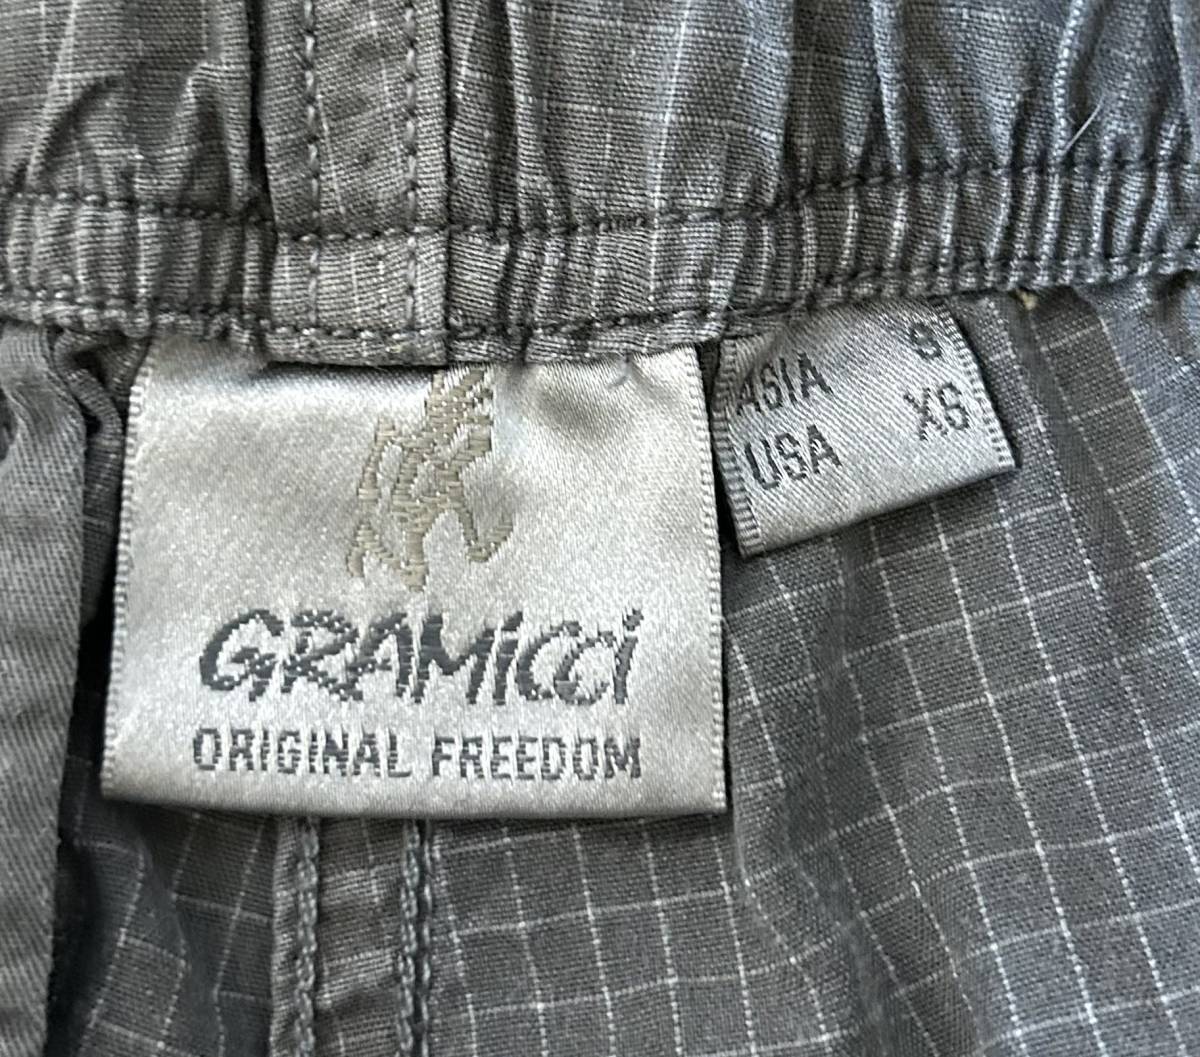 GRAMiCCi
ORIGINAL FREEDOM
ASIA S
USA XS